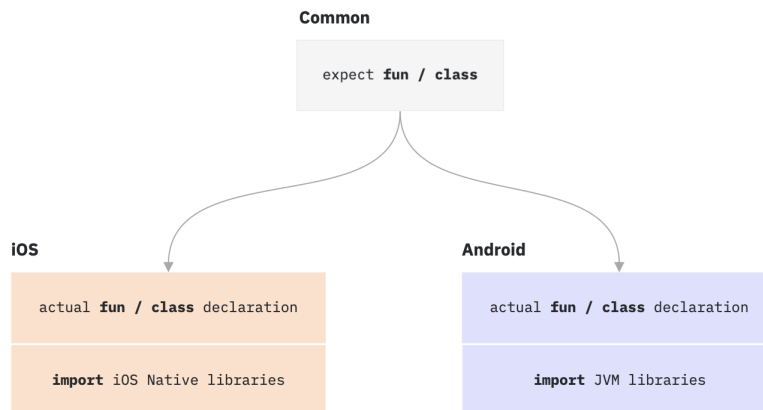 Common
expect fun / class
iOS
Android
actual fun / class declaration
actual fun / class declaration
import iOS Native libraries
import JVM libraries